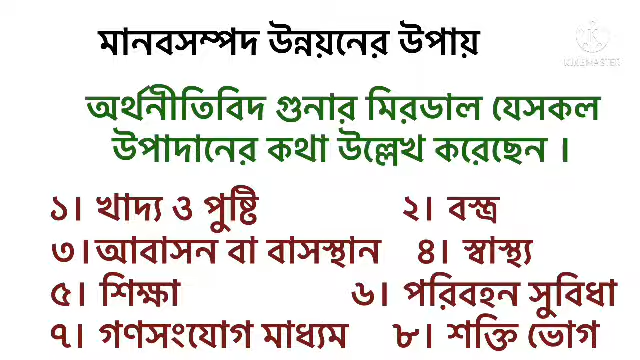 মানবসম্পদ উন্নয়নের উপায়
KINEMASTER
অর্থনীতিবিদ গুনার মিরডাল যেসকল
উপাদানের কথা উল্লেখ করেছেন ।
১। খাদ্য ও পুষ্টি ২। বস্ত্র
৩।আবাসন বা বাসস্থান ৪। স্বাস্থ্য
৫। শিক্ষা ৬। পরিবহন সুবিধা
৭। গণসংযোগ মাধ্যম ৮। শক্তি ভোগ